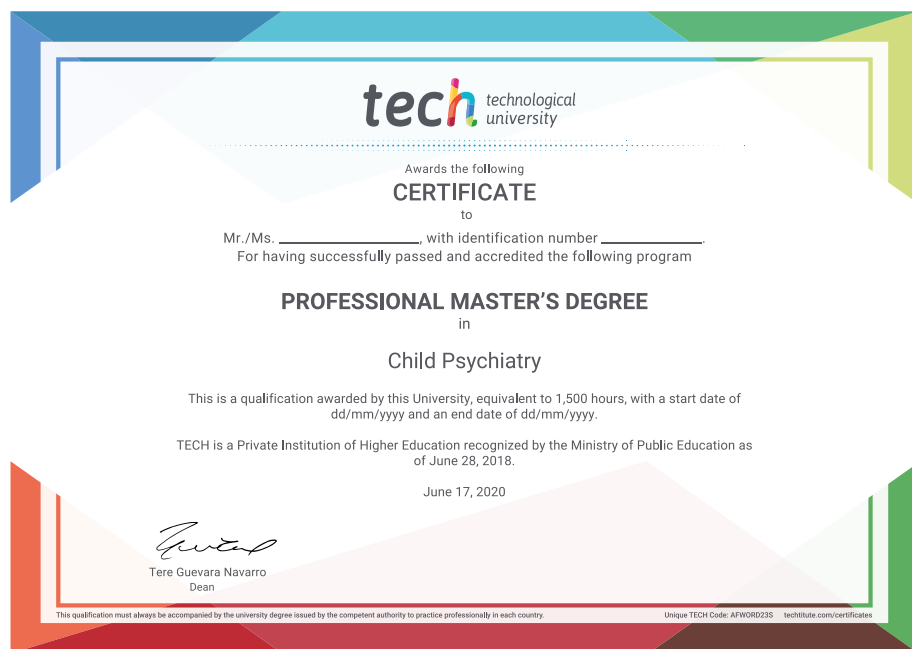 tech technological
university
Awards the following
CERTIFICATE
to
Mr./Ms. ____________________, with identification number ______________.
For having successfully passed and accredited the following program
PROFESSIONAL MASTER'S DEGREE
in
Child Psychiatry
This is a qualification awarded by this University, equivalent to 1,500 hours, with a start date of
dd/mm/yyyy and an end date of dd/mm/yyyy.
TECH is a Private Institution of Higher Education recognized by the Ministry of Public Education as
of June 28, 2018.
June 17, 2020
Tere Guevara Navarro
Dean
This qualification must always be accompanied by the university degree issued by the competent authority to practice professionally in each country.
Unique TECH Code: AFWORD23S techtitute.com/certificates